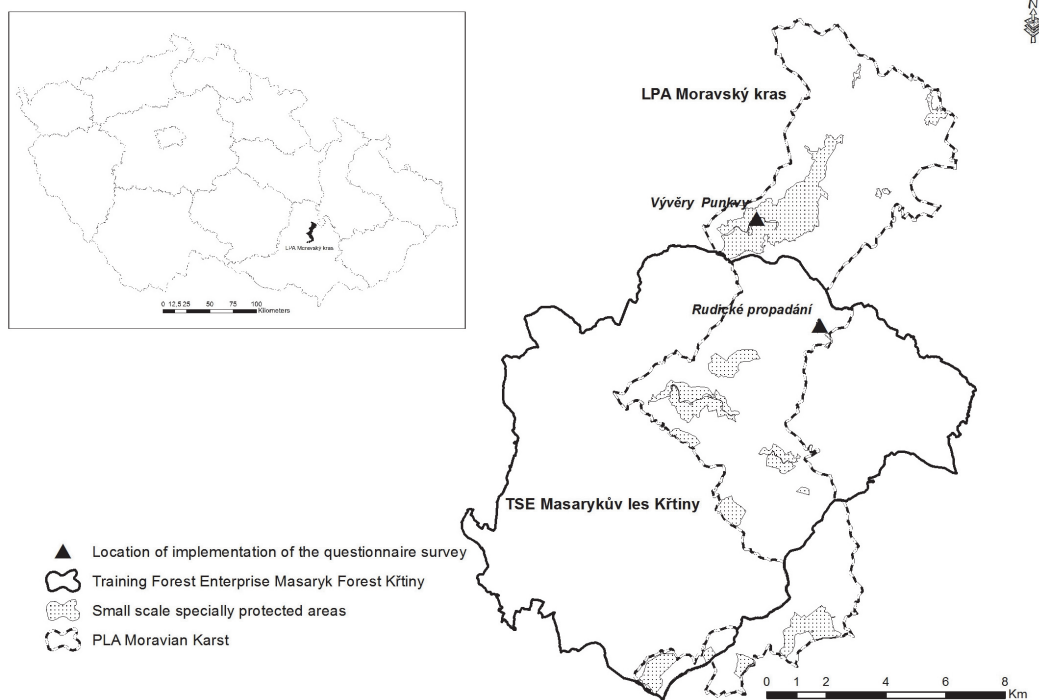 N
LPA Moravský kras
Vývěry Punkvy
LPA Moravský kras
0 12,5 25 50 75 100
Kilometers
Rudické propadání
TSE Masarykův les Křtiny
Location of implementation of the questionnaire survey
Training Forest Enterprise Masaryk Forest Křtiny
Small scale specially protected areas
PLA Moravian Karst
0 1 2 4 6 8
Km